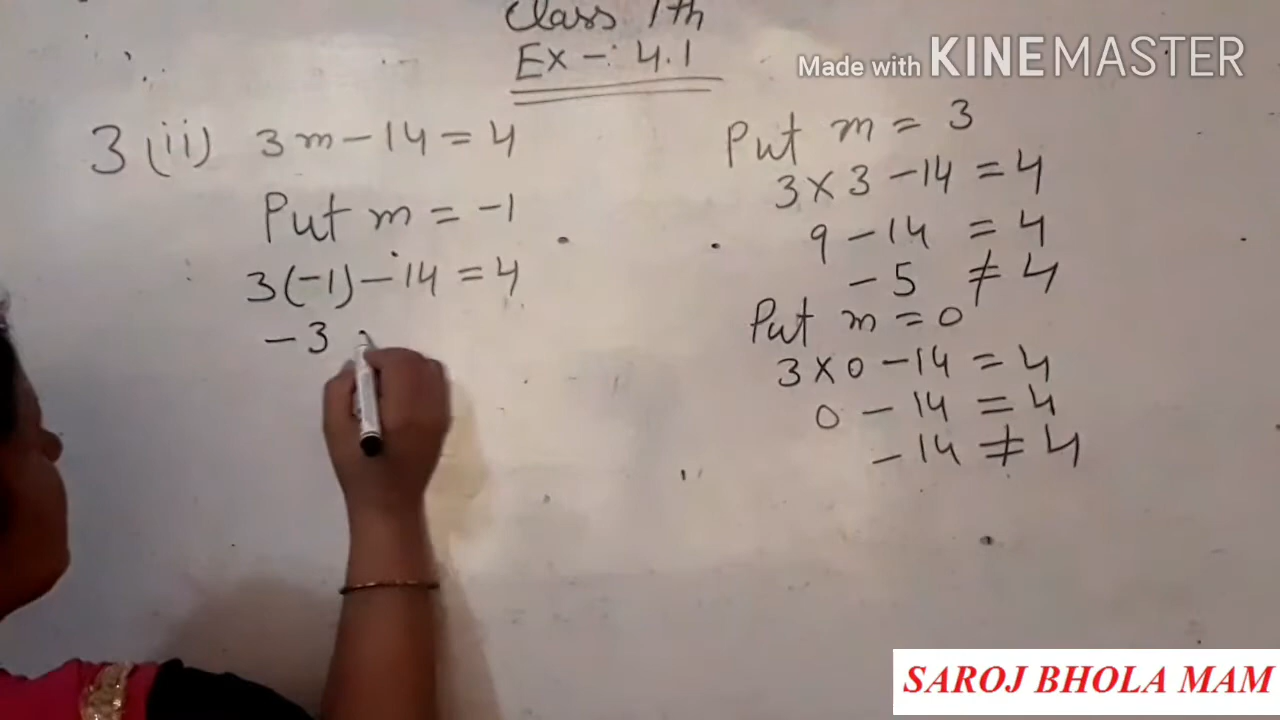 Class 7th
Ex - 4.1
Made with KINEMASTER
3 (ii) 3m - 14 = 4
Put m = -1
3(-1) - 14 = 4
- 3
Put m = 3
3 × 3 - 14 = 4
9 - 14 = 4
- 5 ≠ 4
Put m = 0
3 × 0 - 14 = 4
0 - 14 = 4
- 14 ≠ 4
SAROJ BHOLA MAM